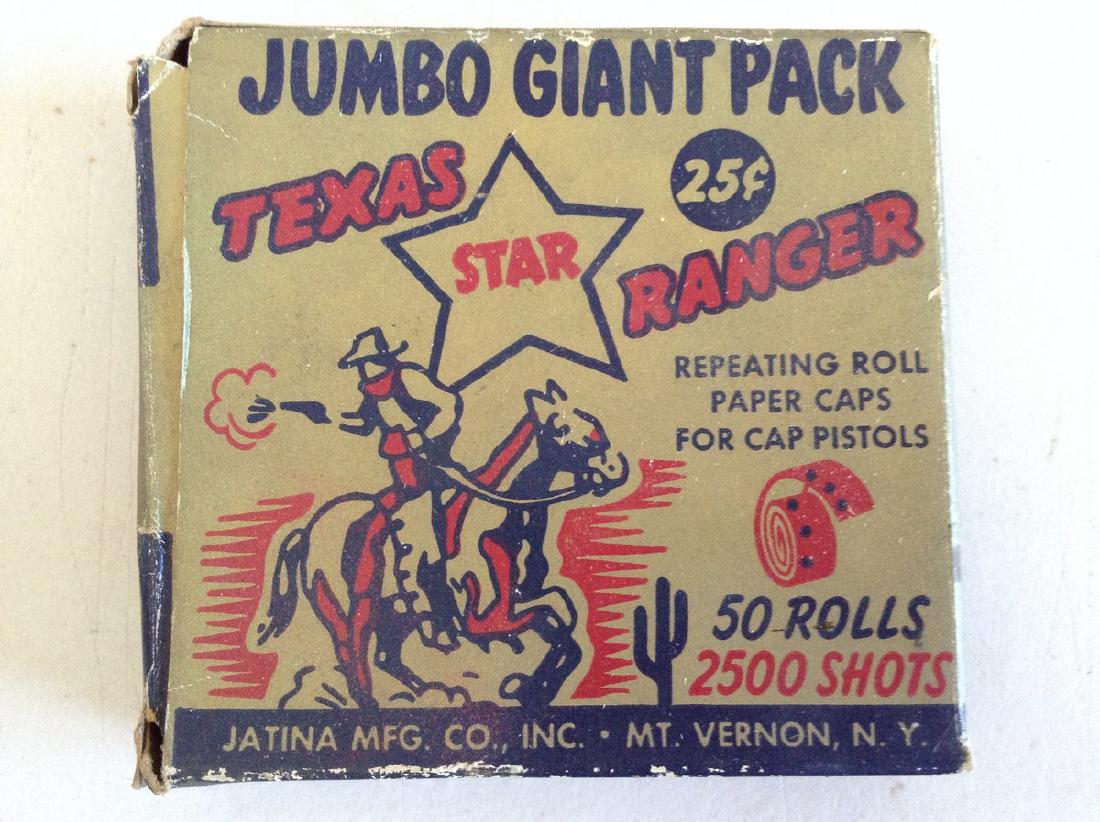 JUMBO GIANT PACK
TEXAS
STAR
25¢
RANGER
REPEATING ROLL
PAPER CAPS
FOR CAP PISTOLS
50 ROLLS
2500 SHOTS
JATINA MFG. CO., INC. • MT. VERNON, N. Y.